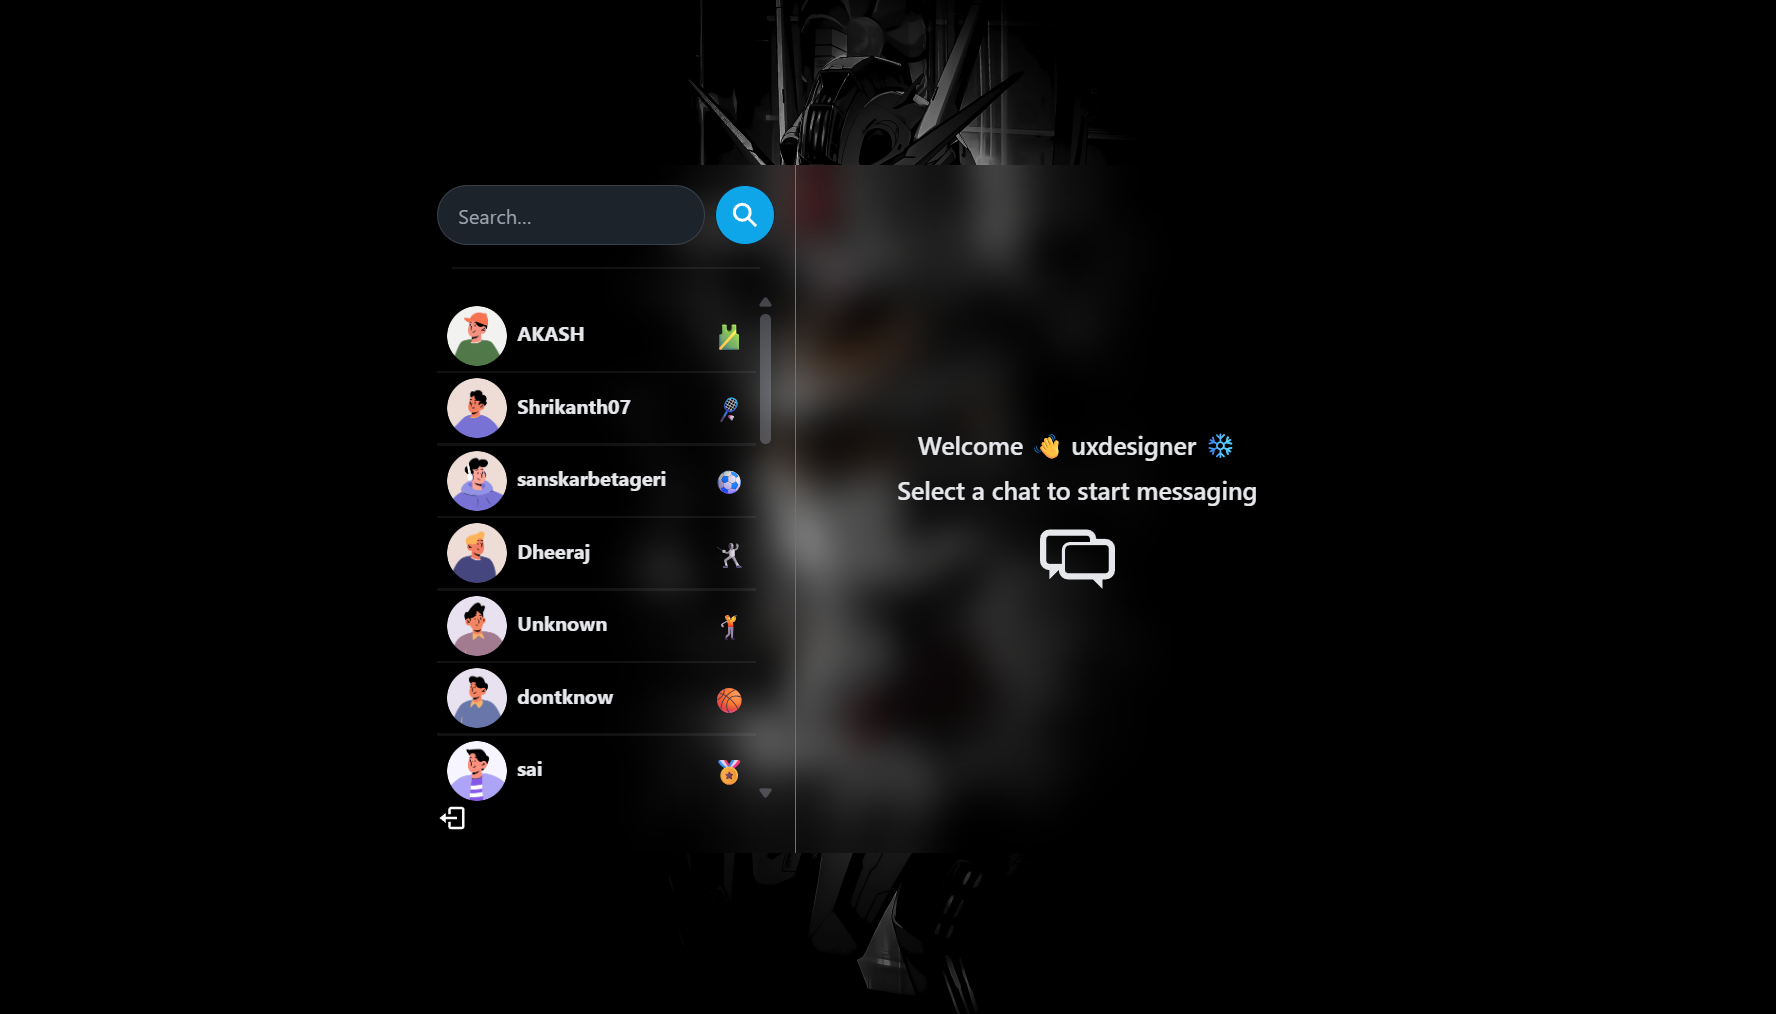 Search...
AKASH
Shrikanth07
sanskarbetageri
Dheeraj
Unknown
dontknow
sai
Welcome 👋 uxdesigner ❄
Select a chat to start messaging